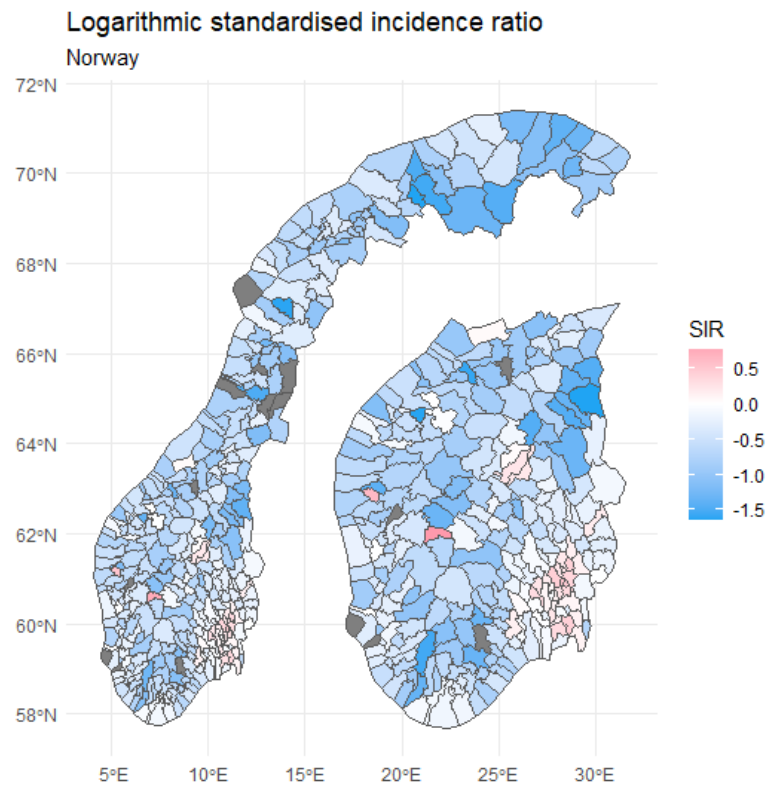 Logarithmic standardised incidence ratio
Norway
72°N
70°N
68°N
66°N
64°N
62°N
60°N
58°N
5°E 10°E 15°E 20°E 25°E 30°E
SIR
0.5
0.0
-0.5
-1.0
-1.5